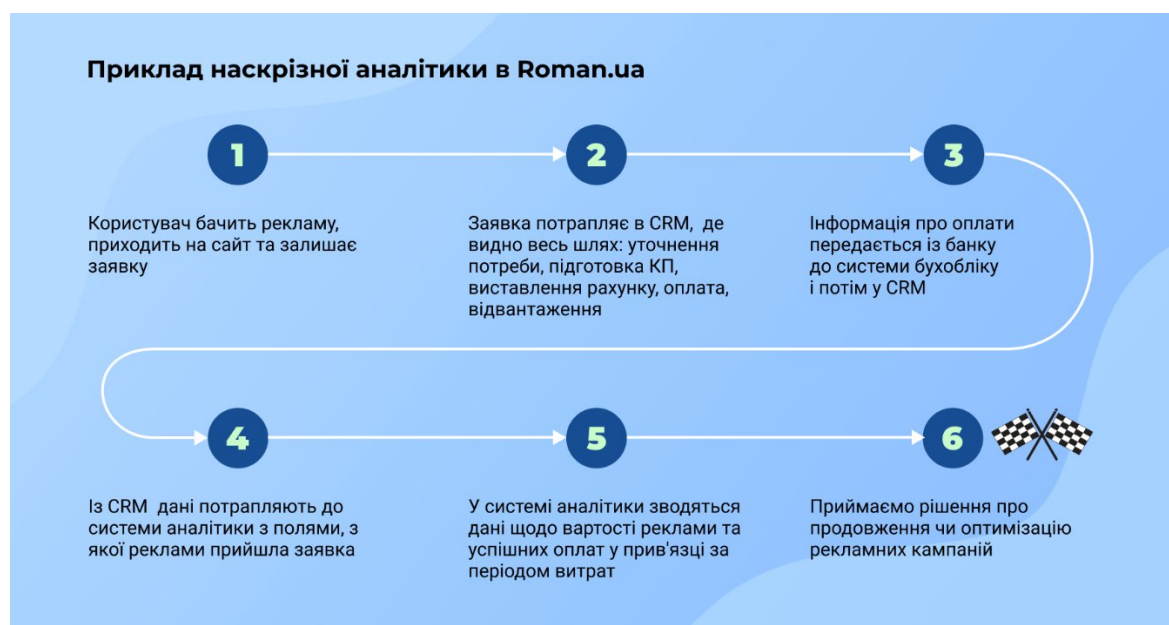 Приклад наскрізної аналітики в Roman.ua
1
2
3
Користувач бачить рекламу,
приходить на сайт та залишає
заявку
Заявка потрапляє в CRM, де
видно весь шлях: уточнення
потреби, підготовка КП,
виставлення рахунку, оплата,
відвантаження
Інформація про оплати
передається із банку
до системи бухобліку
і потім у CRM
4
5
6
Із CRM дані потрапляють до
системи аналітики з полями, з
якої реклами прийшла заявка
У системі аналітики зводяться
дані щодо вартості реклами та
успішних оплат у прив'язці за
періодом витрат
Приймаємо рішення про
продовження чи оптимізацію
рекламних кампаній